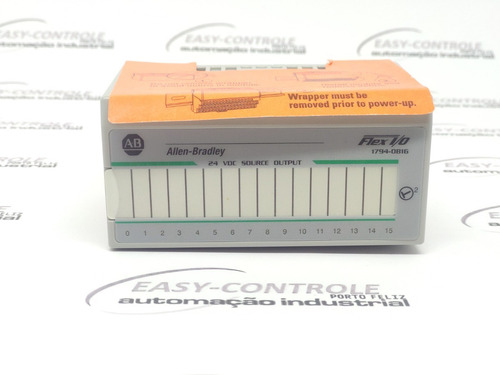 EASY-CONTROLE
automação industrial
EASY-CONTROLE
automação industrial
Wrapper must be
removed prior to power-up.
AB
Allen-Bradley
Flex I/O
1794-OB16
24 VDC SOURCE OUTPUT
2
0 1 2 3 4 5 6 7 8 9 10 11 12 13 14 15
EASY-CONTROLE
automação industrial
PORTO FELIZ